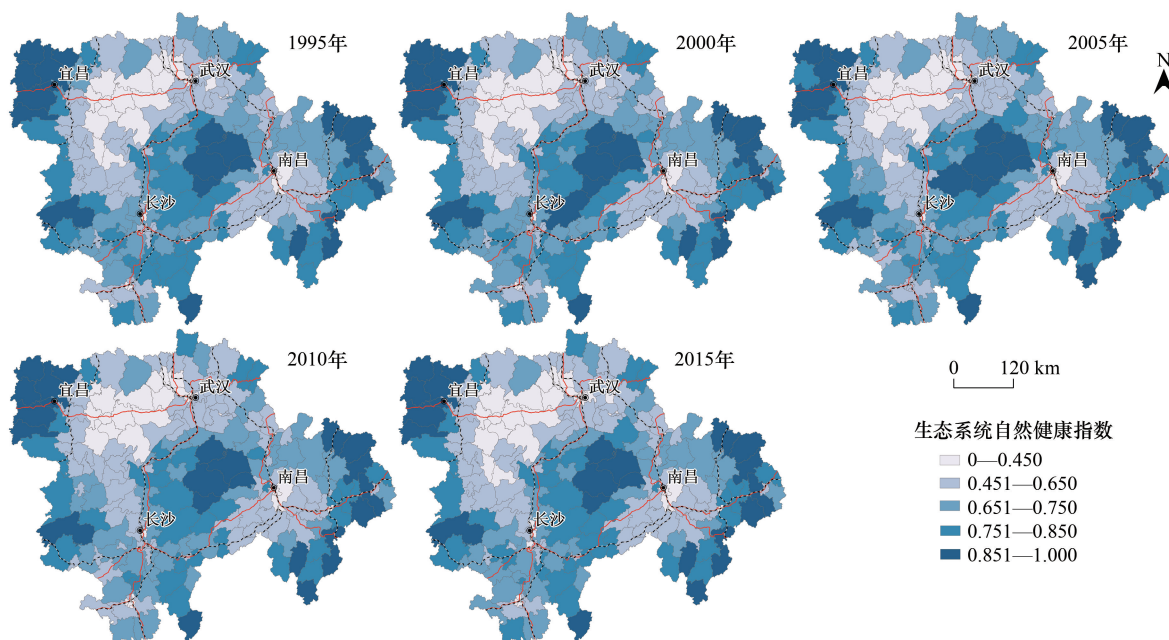 1995年
宜昌
武汉
南昌
长沙
2000年
宜昌
武汉
南昌
长沙
2005年
宜昌
武汉
南昌
长沙
N
2010年
宜昌
武汉
南昌
长沙
2015年
宜昌
武汉
南昌
长沙
0 120 km
生态系统自然健康指数
0—0.450
0.451—0.650
0.651—0.750
0.751—0.850
0.851—1.000